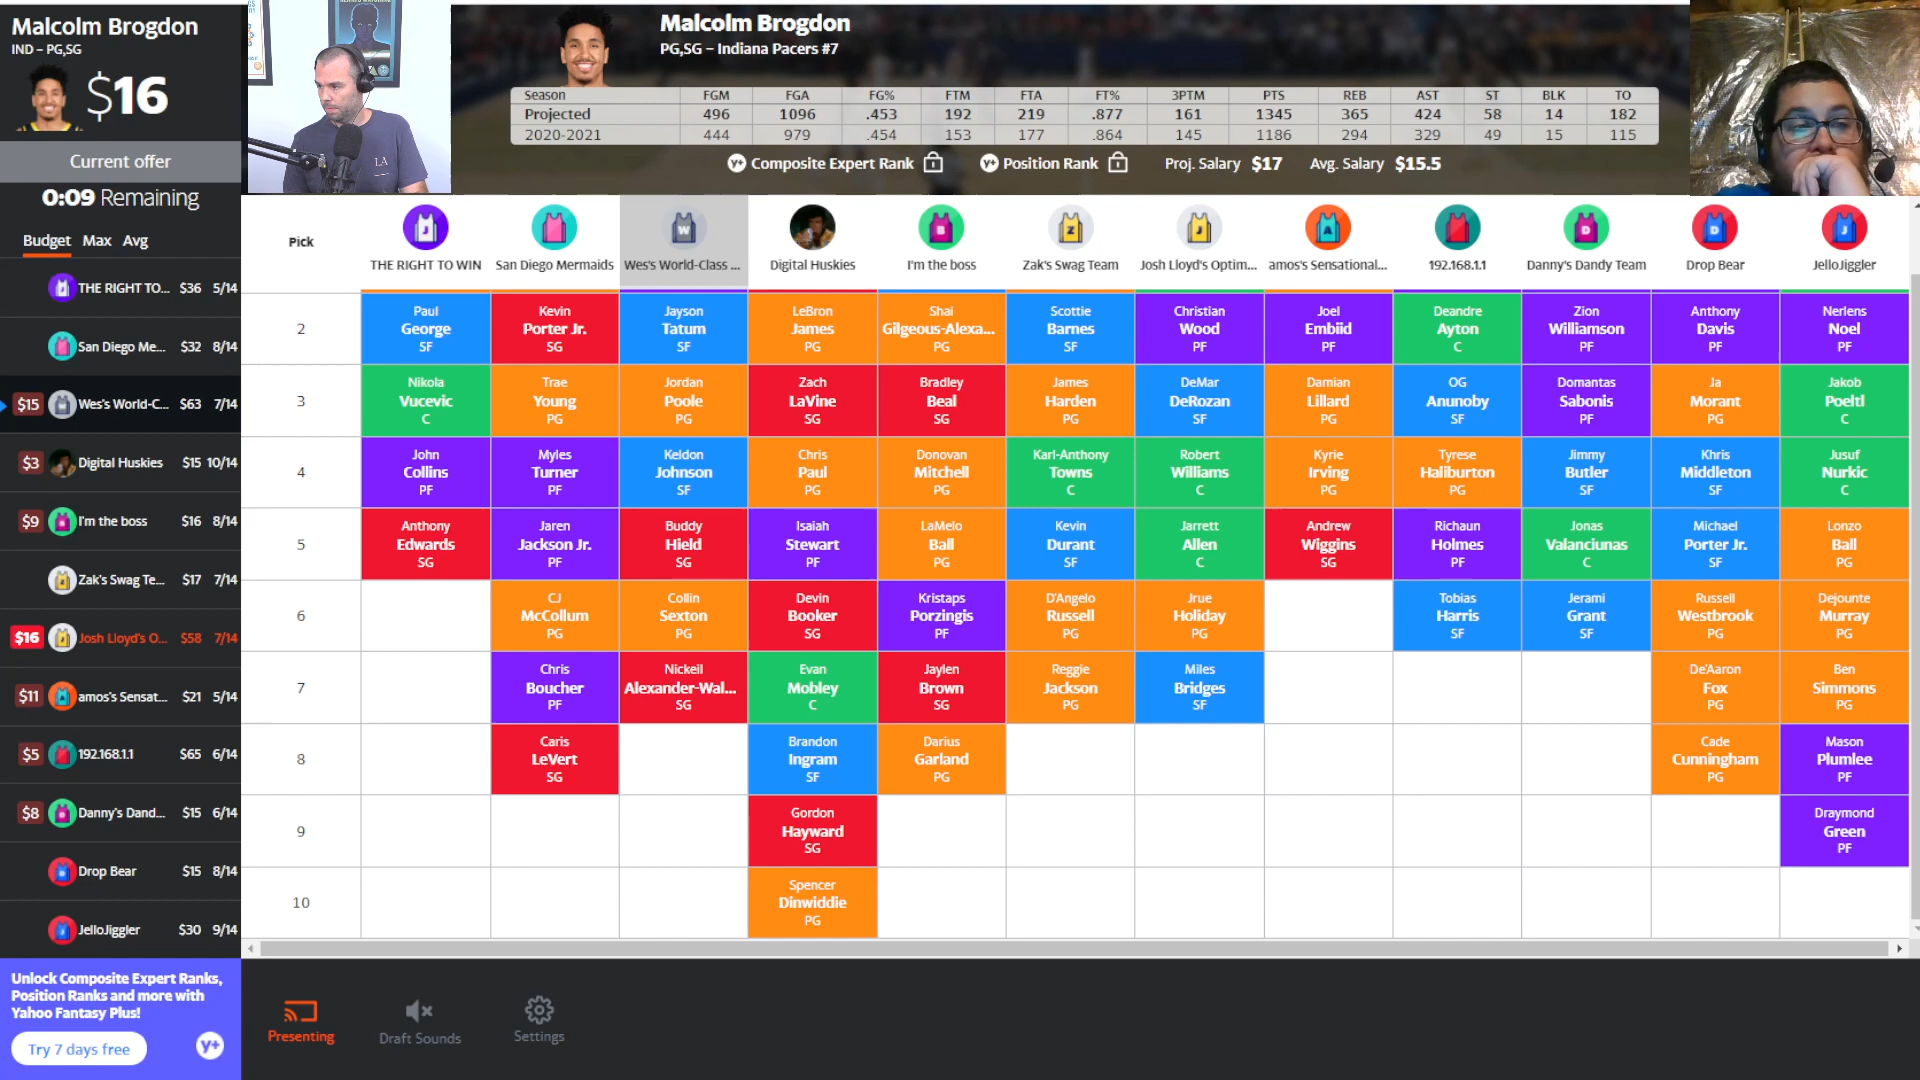 Malcolm Brogdon
IND – PG,SG
$16
Current offer
0:09 Remaining
Budget Max Avg
THE RIGHT TO... $36 5/14
San Diego Me... $32 8/14
$15 Wes's World-C... $63 7/14
$3 Digital Huskies $15 10/14
$9 I'm the boss $16 8/14
Zak's Swag Te... $17 7/14
$16 Josh Lloyd's O... $58 7/14
$11 amos's Sensat... $21 5/14
$5 192.168.1.1 $65 6/14
$8 Danny's Dand... $15 6/14
Drop Bear $15 8/14
JelloJiggler $30 9/14
Unlock Composite Expert Ranks,
Position Ranks and more with
Yahoo Fantasy Plus!
Try 7 days free y+
LA
Malcolm Brogdon
PG,SG – Indiana Pacers #7
Season FGM FGA FG% FTM FTA FT% 3PTM PTS REB AST ST BLK TO
Projected 496 1096 .453 192 219 .877 161 1345 365 424 58 14 182
2020-2021 444 979 .454 153 177 .864 145 1186 294 329 49 15 115
y+ Composite Expert Rank y+ Position Rank Proj. Salary $17 Avg. Salary $15.5
J W B Z J A D D J
Pick THE RIGHT TO WIN San Diego Mermaids Wes's World-Class ... Digital Huskies I'm the boss Zak's Swag Team Josh Lloyd's Optim... amos's Sensational... 192.168.1.1 Danny's Dandy Team Drop Bear JelloJiggler
Paul Kevin Jayson LeBron Shai Scottie Christian Joel Deandre Zion Anthony Nerlens
2 George Porter Jr. Tatum James Gilgeous-Alexa... Barnes Wood Embiid Ayton Williamson Davis Noel
SF SG SF PG PG SF PF PF C PF PF PF
Nikola Trae Jordan Zach Bradley James DeMar Damian OG Domantas Ja Jakob
3 Vucevic Young Poole LaVine Beal Harden DeRozan Lillard Anunoby Sabonis Morant Poeltl
C PG PG SG SG PG SF PG SF PF PG C
John Myles Keldon Chris Donovan Karl-Anthony Robert Kyrie Tyrese Jimmy Khris Jusuf
4 Collins Turner Johnson Paul Mitchell Towns Williams Irving Haliburton Butler Middleton Nurkic
PF PF SF PG PG C C PG PG SF SF C
Anthony Jaren Buddy Isaiah LaMelo Kevin Jarrett Andrew Richaun Jonas Michael Lonzo
5 Edwards Jackson Jr. Hield Stewart Ball Durant Allen Wiggins Holmes Valanciunas Porter Jr. Ball
SG PF SG PF PG SF C SG PF C SF PG
CJ Collin Devin Kristaps D'Angelo Jrue Tobias Jerami Russell Dejounte
6 McCollum Sexton Booker Porzingis Russell Holiday Harris Grant Westbrook Murray
PG PG SG PF PG PG SF SF PG PG
Chris Nickeil Evan Jaylen Reggie Miles De'Aaron Ben
7 Boucher Alexander-Wal... Mobley Brown Jackson Bridges Fox Simmons
PF SG C SG PG SF PG PG
Caris Brandon Darius Cade Mason
8 LeVert Ingram Garland Cunningham Plumlee
SG SF PG PG PF
Gordon Draymond
9 Hayward Green
SG PF
Spencer
10 Dinwiddie
PG
Presenting Draft Sounds Settings